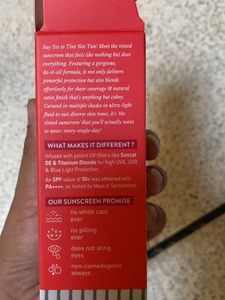 Say Yes to Tint Not Tan! Meet the tinted
sunscreen that feels like nothing but does
everything. Featuring a gorgeous,
do-it-all formula, it not only delivers
powerful protection but also blends
effortlessly for sheer coverage & natural
satin finish that's anything but cakey.
Curated in multiple shades in ultra-light
fluid to suit diverse skin tones, it's 'the
tinted sunscreen' that you'll actually want
to wear, every-single-day!
WHAT MAKES IT DIFFERENT ?
Infused with potent UV filters like Suncat
DE & Titanium Dioxide for high UVA, UVB
& Blue Light Protection.
An SPF value of 50+ was obtained with
PA++++, as tested by Mascot Spincontrol.
OUR SUNSCREEN PROMISE
no white cast
ever
no pilling
ever
does not sting
eyes
non-comedogenic
always